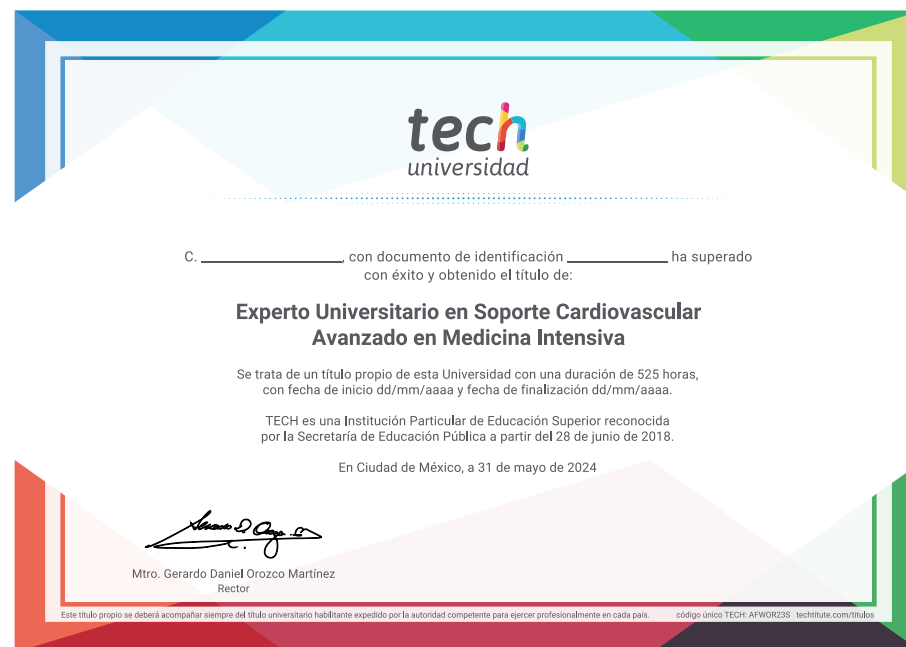 tech
universidad
C. ____________, con documento de identificación ____________ ha superado
con éxito y obtenido el título de:
Experto Universitario en Soporte Cardiovascular
Avanzado en Medicina Intensiva
Se trata de un título propio de esta Universidad con una duración de 525 horas,
con fecha de inicio dd/mm/aaaa y fecha de finalización dd/mm/aaaa.
TECH es una Institución Particular de Educación Superior reconocida
por la Secretaría de Educación Pública a partir del 28 de junio de 2018.
En Ciudad de México, a 31 de mayo de 2024
Mtro. Gerardo Daniel Orozco Martínez
Rector
Este título propio se deberá acompañar siempre del título universitario habilitante expedido por la autoridad competente para ejercer profesionalmente en cada país. código único TECH: AFWOR23S techtitute.com/titulos